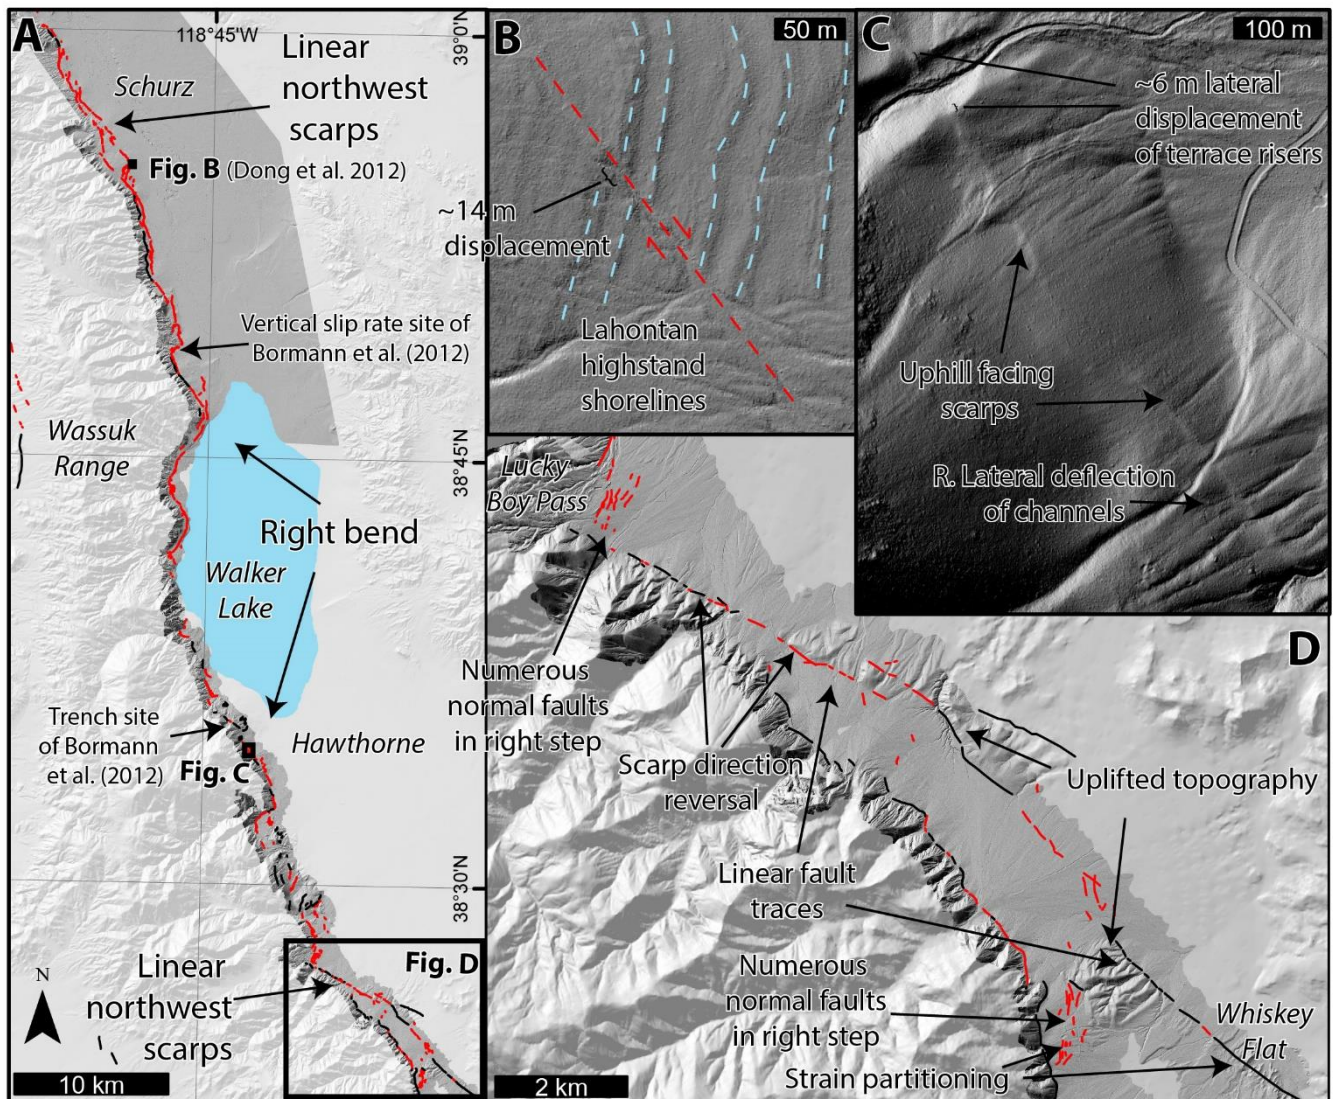 A
118°45'W
39°0'N
Linear
northwest
scarps
Schurz
Fig. B (Dong et al. 2012)
Vertical slip rate site of
Bormann et al. (2012)
Wassuk
Range
38°45'N
Right bend
Walker
Lake
Trench site
of Bormann
et al. (2012)
Fig. C
Hawthorne
38°30'N
Fig. D
Linear
northwest
scarps
N
10 km
B
50 m
~14 m
displacement
Lahontan
highstand
shorelines
C
100 m
~6 m lateral
displacement
of terrace risers
Uphill facing
scarps
R. Lateral deflection
of channels
D
Lucky
Boy Pass
Numerous
normal faults
in right step
Scarp direction
reversal
Uplifted topography
Linear fault
traces
Numerous
normal faults
in right step
Whiskey
Flat
Strain partitioning
2 km